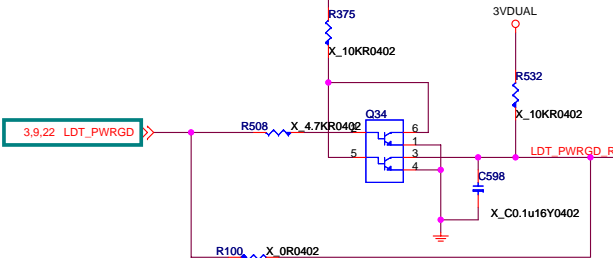 R375
3VDUAL
X_10KR0402
R532
X_10KR0402
Q34
3,9,22 LDT_PWRGD
R508 X_4.7KR0402 2 6
1
5 3 LDT_PWRGD_R
4
C598
X_C0.1u16Y0402
R100 X_0R0402